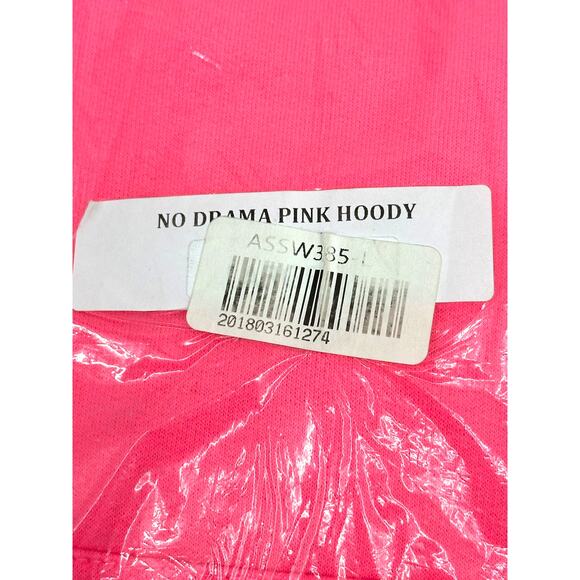 NO DRAMA PINK HOODY
ASSW385-L
201803161274